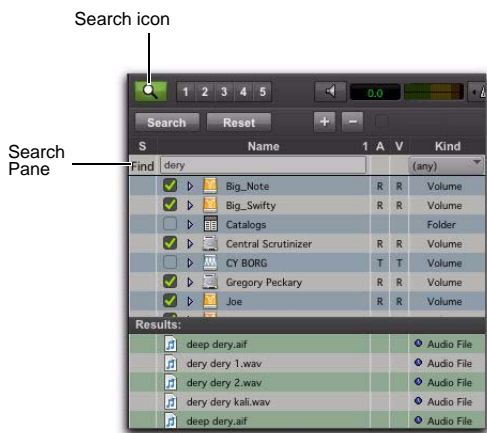 Search icon
1 2 3 4 5 0.0
Search Reset + −
S Name 1 A V Kind
Search Pane
Find dery (any)
Big_Note R R Volume
Big_Swifty R R Volume
Catalogs Folder
Central Scrutinizer R R Volume
CY BORG T T Volume
Gregory Peckary R R Volume
Joe R R Volume
Results:
deep dery.aif Audio File
dery dery 1.wav Audio File
dery dery 2.wav Audio File
dery dery kali.wav Audio File
deep dery.aif Audio File